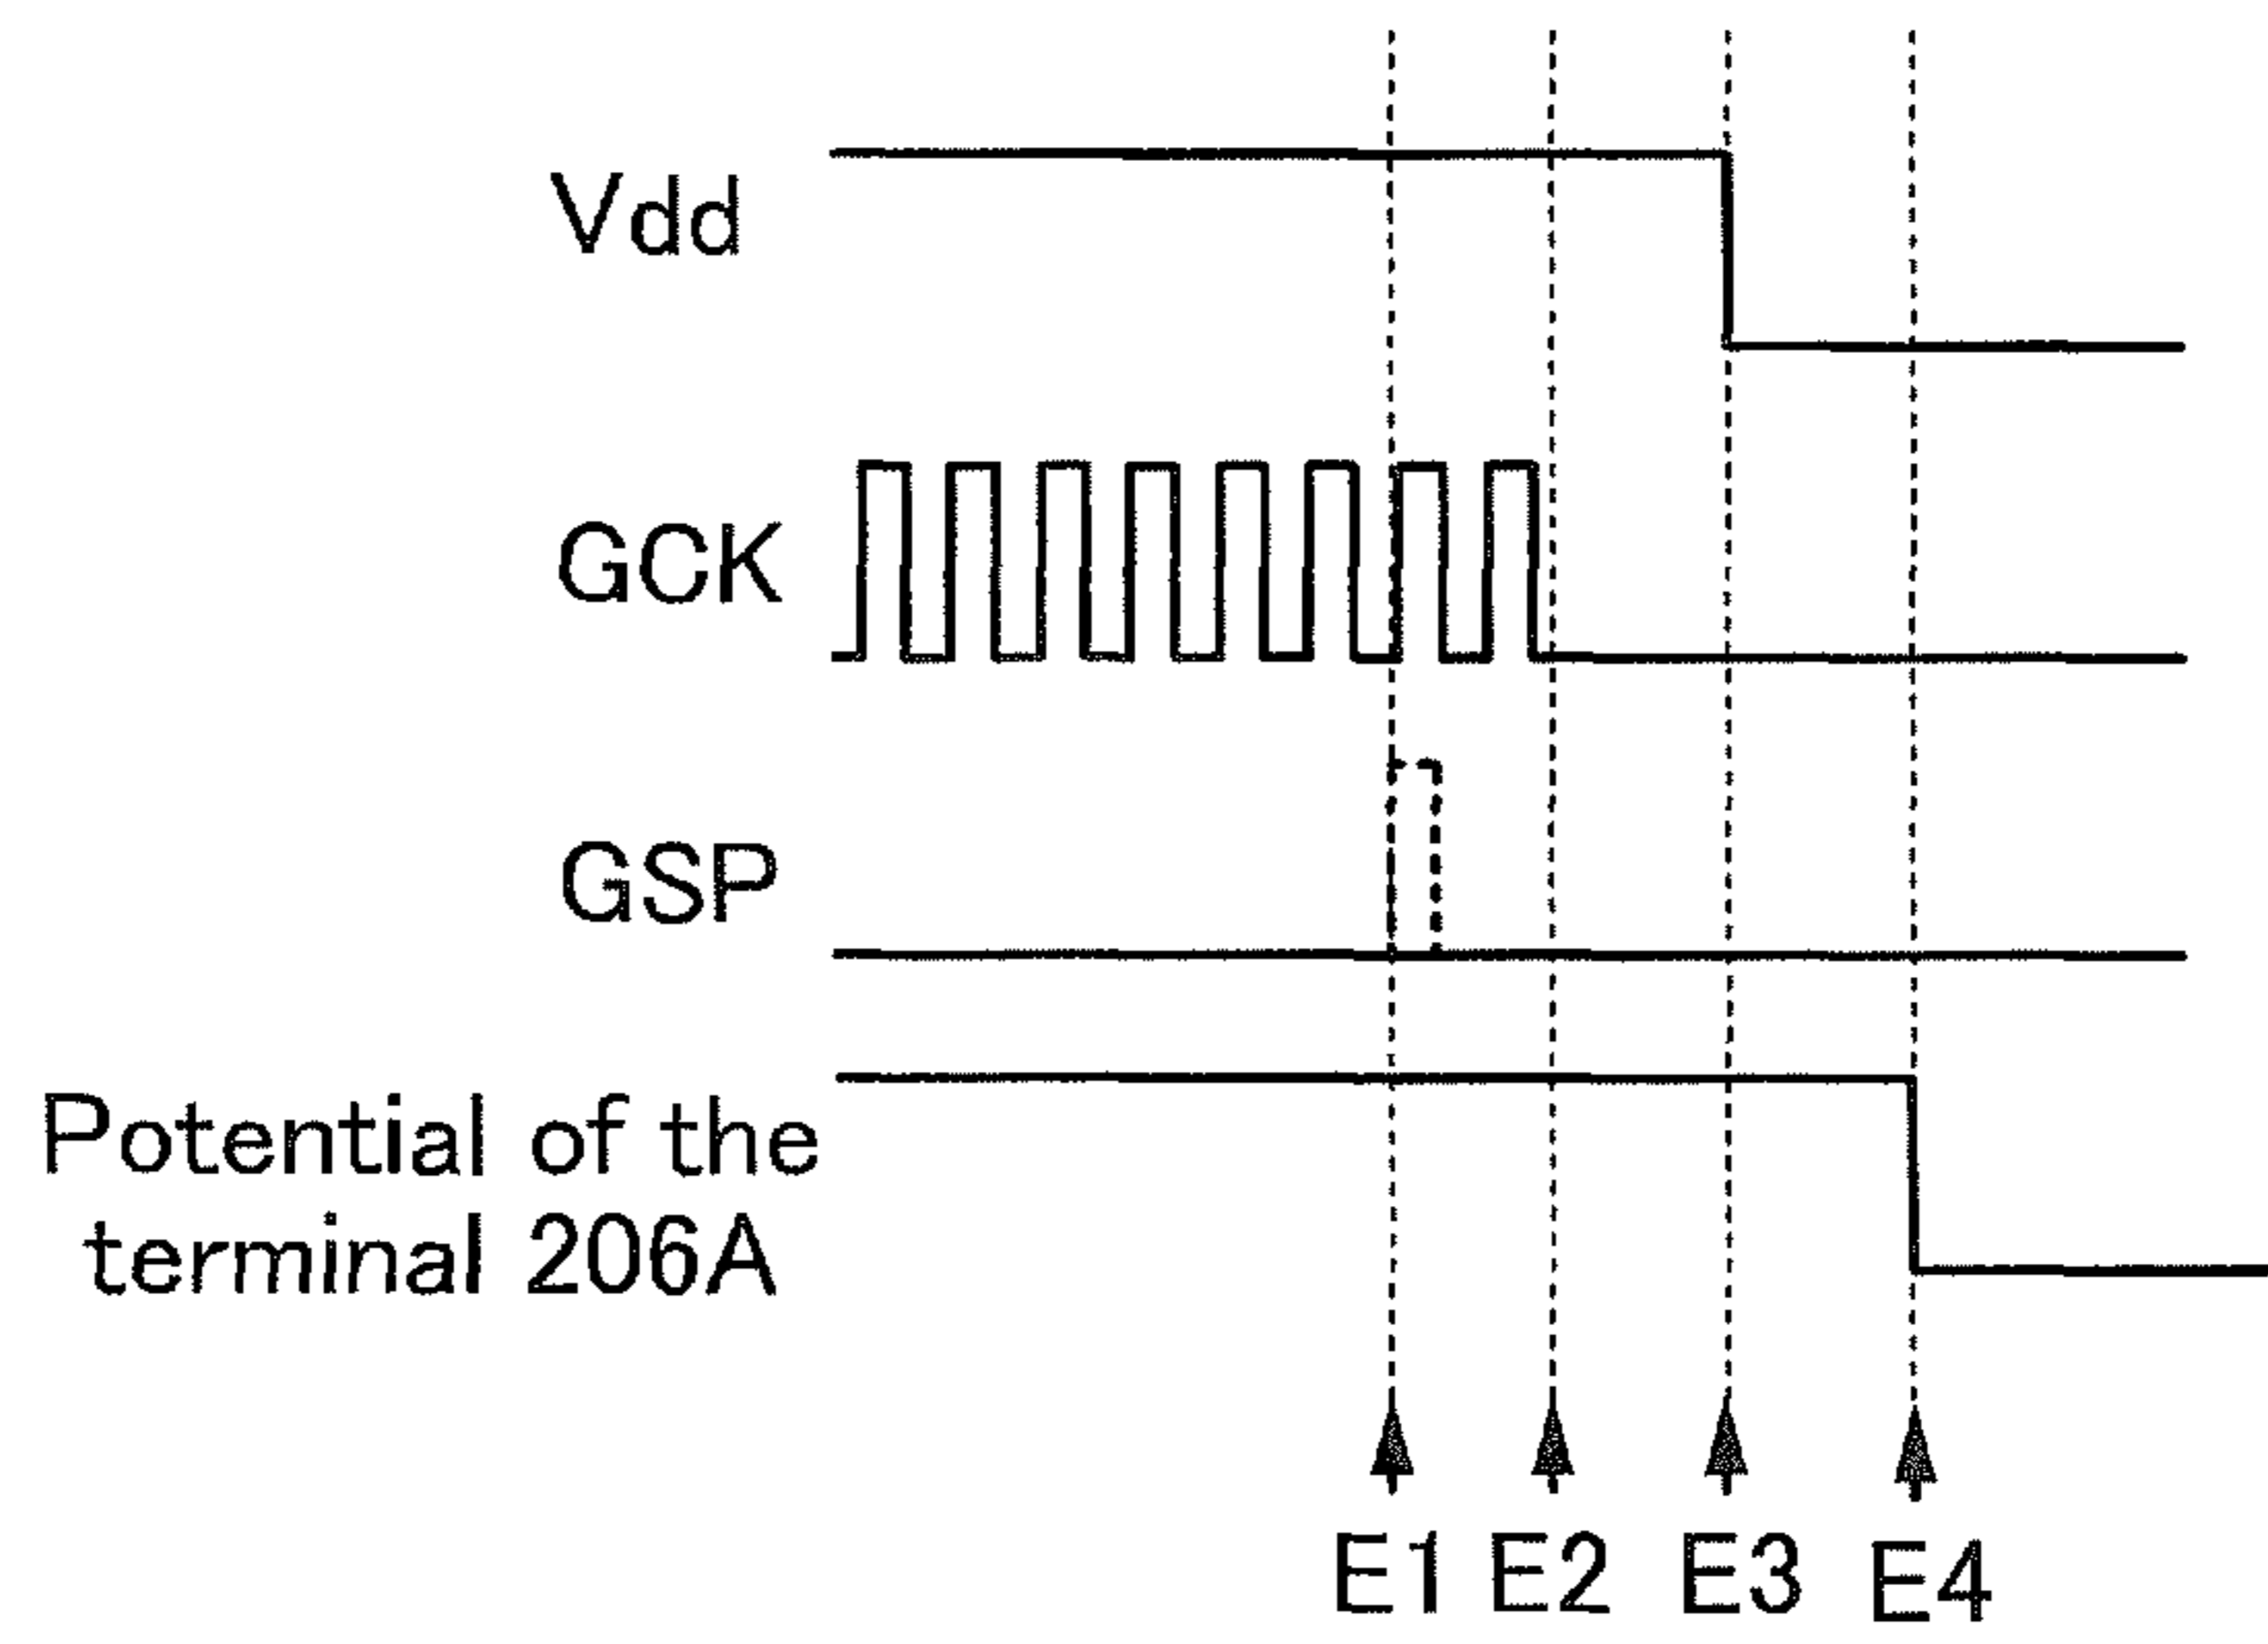 Vdd
GCK
GSP
Potential of the
terminal 206A
E1 E2 E3 E4